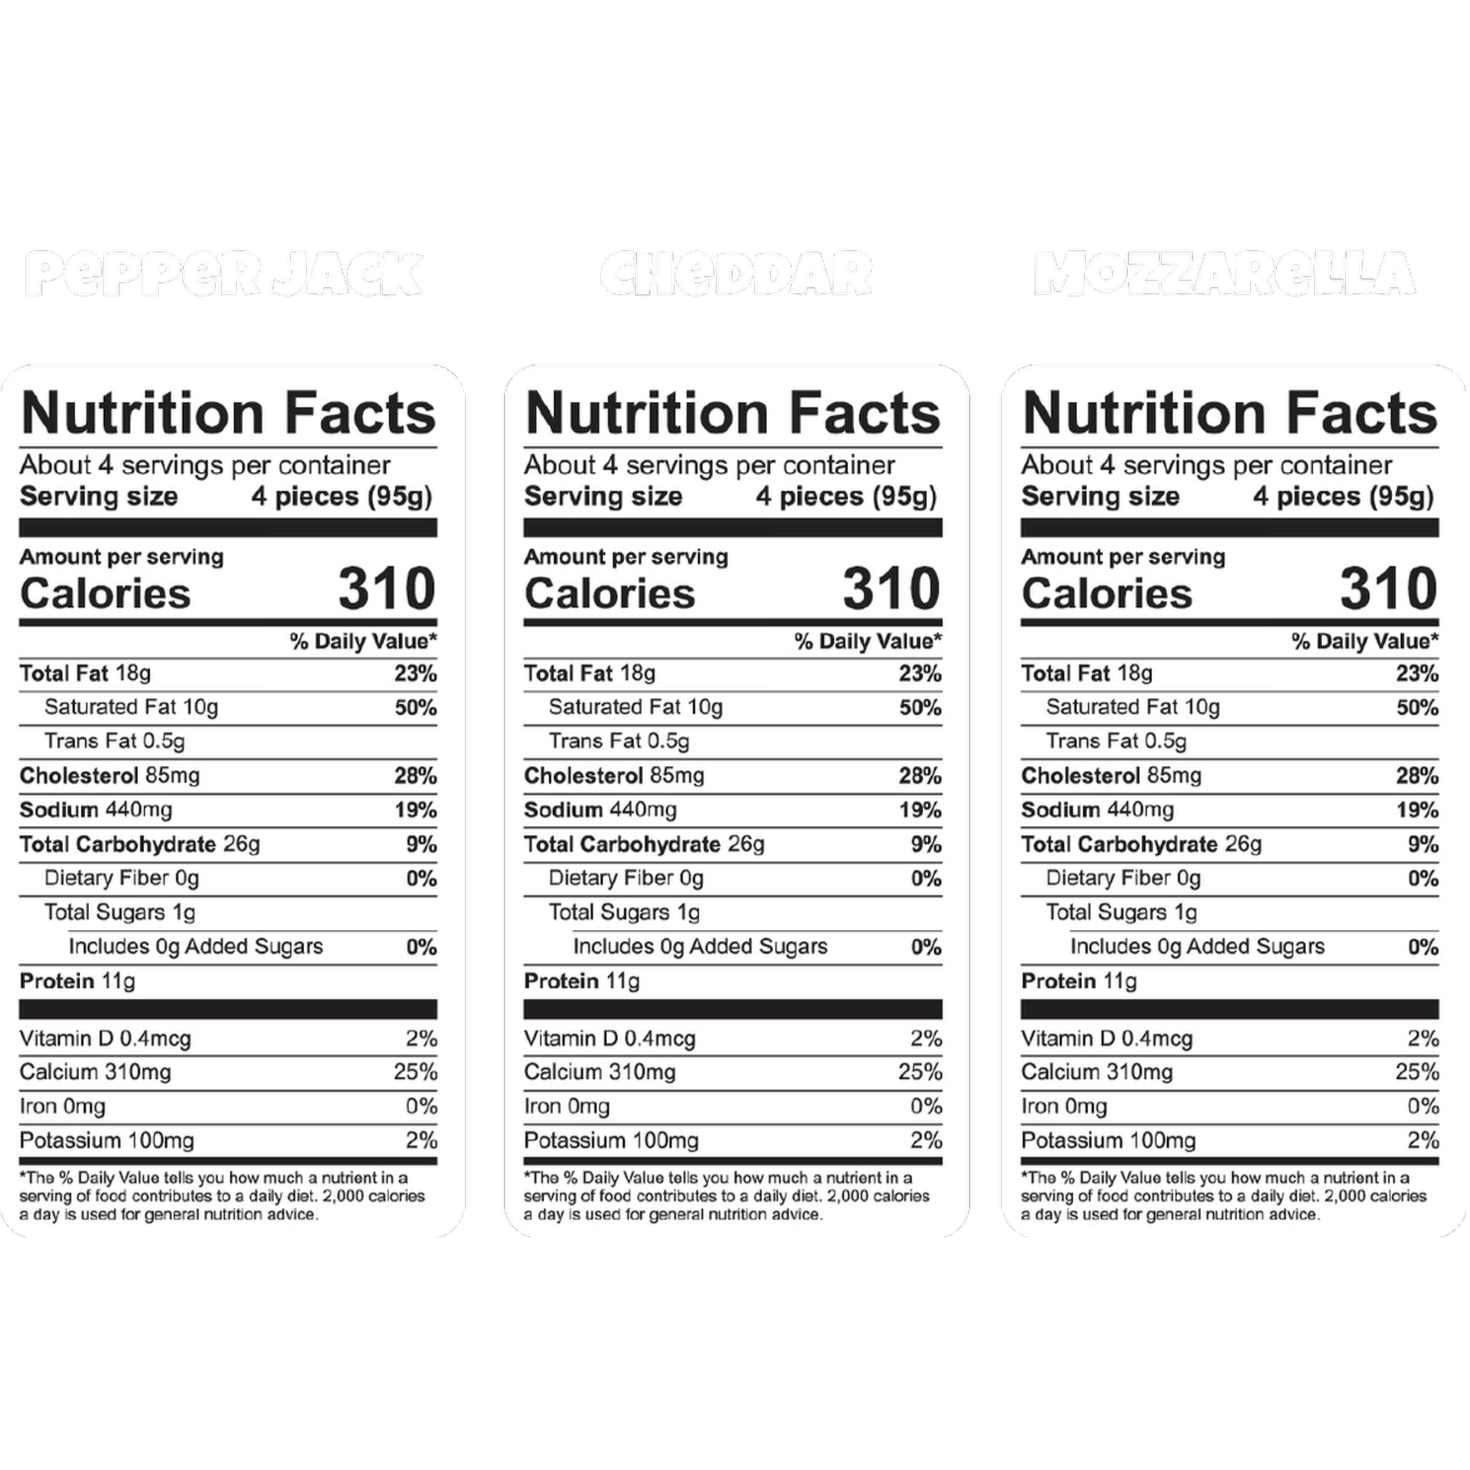 PePPeR JACK
Nutrition Facts
About 4 servings per container
Serving size 4 pieces (95g)
Amount per serving
Calories 310
% Daily Value*
Total Fat 18g 23%
Saturated Fat 10g 50%
Trans Fat 0.5g
Cholesterol 85mg 28%
Sodium 440mg 19%
Total Carbohydrate 26g 9%
Dietary Fiber 0g 0%
Total Sugars 1g
Includes 0g Added Sugars 0%
Protein 11g
Vitamin D 0.4mcg 2%
Calcium 310mg 25%
Iron 0mg 0%
Potassium 100mg 2%
*The % Daily Value tells you how much a nutrient in a
serving of food contributes to a daily diet. 2,000 calories
a day is used for general nutrition advice.
CHeDDAR
Nutrition Facts
About 4 servings per container
Serving size 4 pieces (95g)
Amount per serving
Calories 310
% Daily Value*
Total Fat 18g 23%
Saturated Fat 10g 50%
Trans Fat 0.5g
Cholesterol 85mg 28%
Sodium 440mg 19%
Total Carbohydrate 26g 9%
Dietary Fiber 0g 0%
Total Sugars 1g
Includes 0g Added Sugars 0%
Protein 11g
Vitamin D 0.4mcg 2%
Calcium 310mg 25%
Iron 0mg 0%
Potassium 100mg 2%
*The % Daily Value tells you how much a nutrient in a
serving of food contributes to a daily diet. 2,000 calories
a day is used for general nutrition advice.
MOZZAReLLA
Nutrition Facts
About 4 servings per container
Serving size 4 pieces (95g)
Amount per serving
Calories 310
% Daily Value*
Total Fat 18g 23%
Saturated Fat 10g 50%
Trans Fat 0.5g
Cholesterol 85mg 28%
Sodium 440mg 19%
Total Carbohydrate 26g 9%
Dietary Fiber 0g 0%
Total Sugars 1g
Includes 0g Added Sugars 0%
Protein 11g
Vitamin D 0.4mcg 2%
Calcium 310mg 25%
Iron 0mg 0%
Potassium 100mg 2%
*The % Daily Value tells you how much a nutrient in a
serving of food contributes to a daily diet. 2,000 calories
a day is used for general nutrition advice.